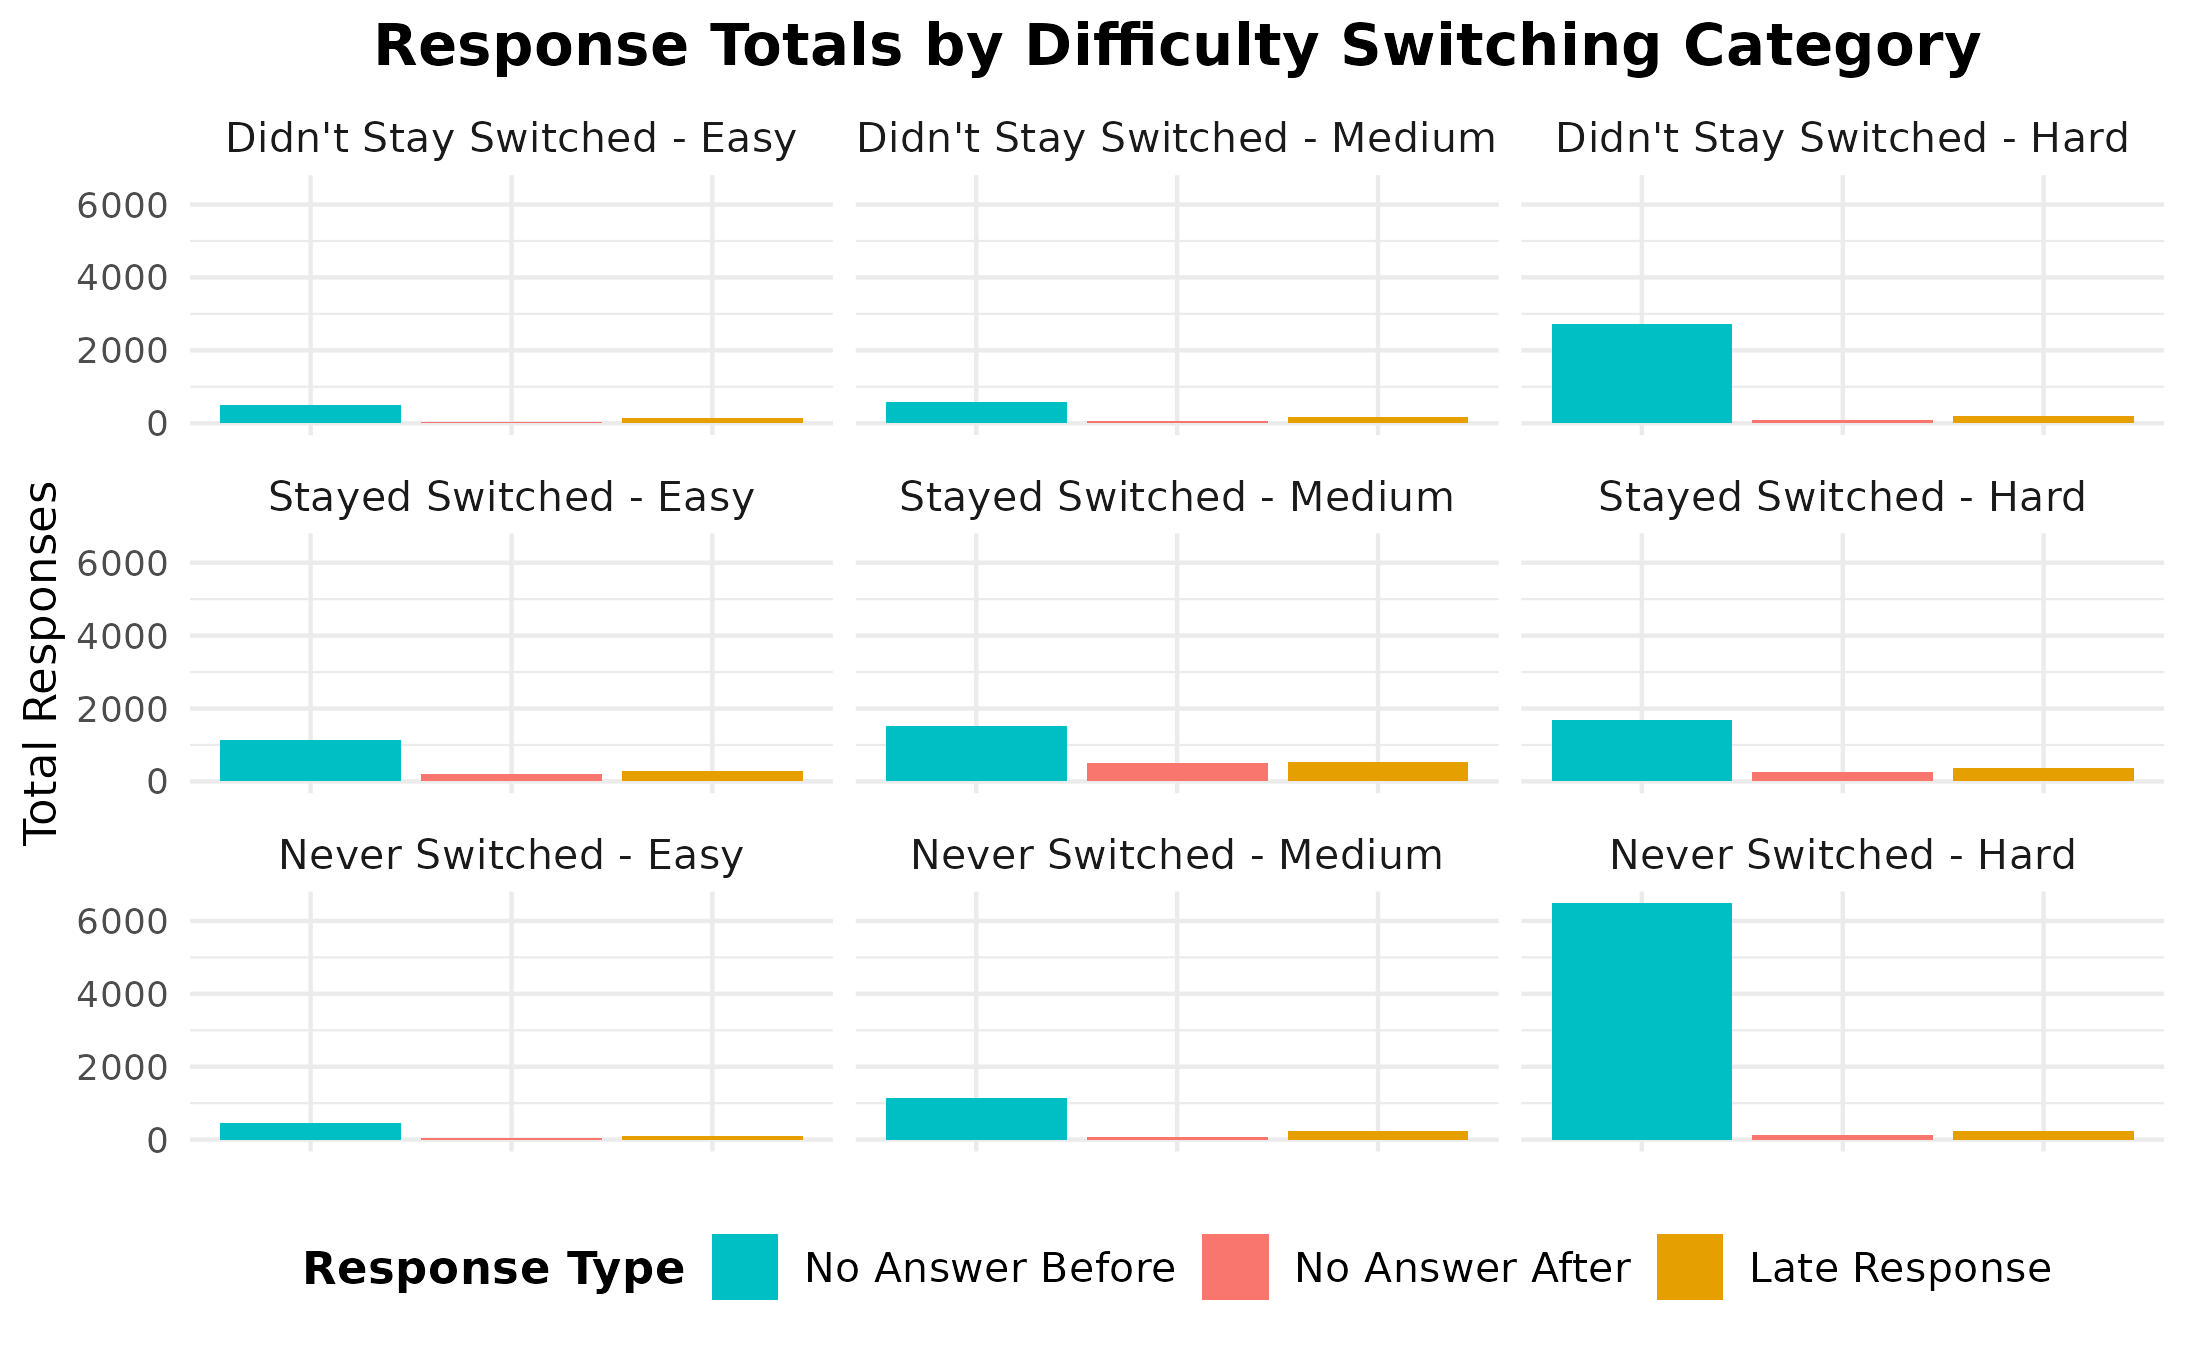 Response Totals by Difficulty Switching Category
Didn't Stay Switched - Easy
Didn't Stay Switched - Medium
Didn't Stay Switched - Hard
6000
4000
2000
0
Total Responses
Stayed Switched - Easy
Stayed Switched - Medium
Stayed Switched - Hard
6000
4000
2000
0
Never Switched - Easy
Never Switched - Medium
Never Switched - Hard
6000
4000
2000
0
Response Type
No Answer Before
No Answer After
Late Response